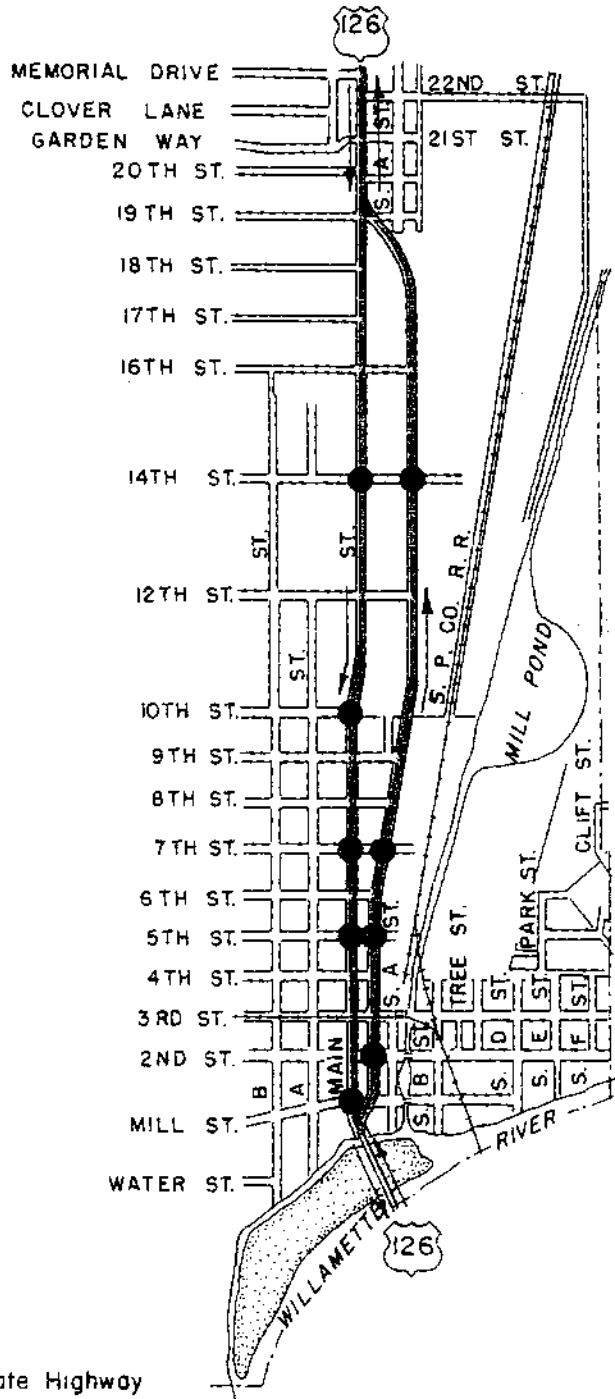 126
MEMORIAL DRIVE
22ND ST.
CLOVER LANE
GARDEN WAY
21ST ST.
20TH ST.
S. A ST.
19TH ST.
18TH ST.
17TH ST.
16TH ST.
14TH ST.
ST.
ST.
12TH ST.
ST.
S. P. CO. R. R.
10TH ST.
MILL POND
9TH ST.
8TH ST.
CLIFT ST.
7TH ST.
6TH ST.
PARK ST.
5TH ST.
TREE ST.
4TH ST.
S. A ST.
3RD ST.
2ND ST.
B
A
MAIN
S. B ST.
S. D ST.
S. E ST.
S. F ST.
MILL ST.
WATER ST.
WILLAMETTE RIVER
126
ate Highway